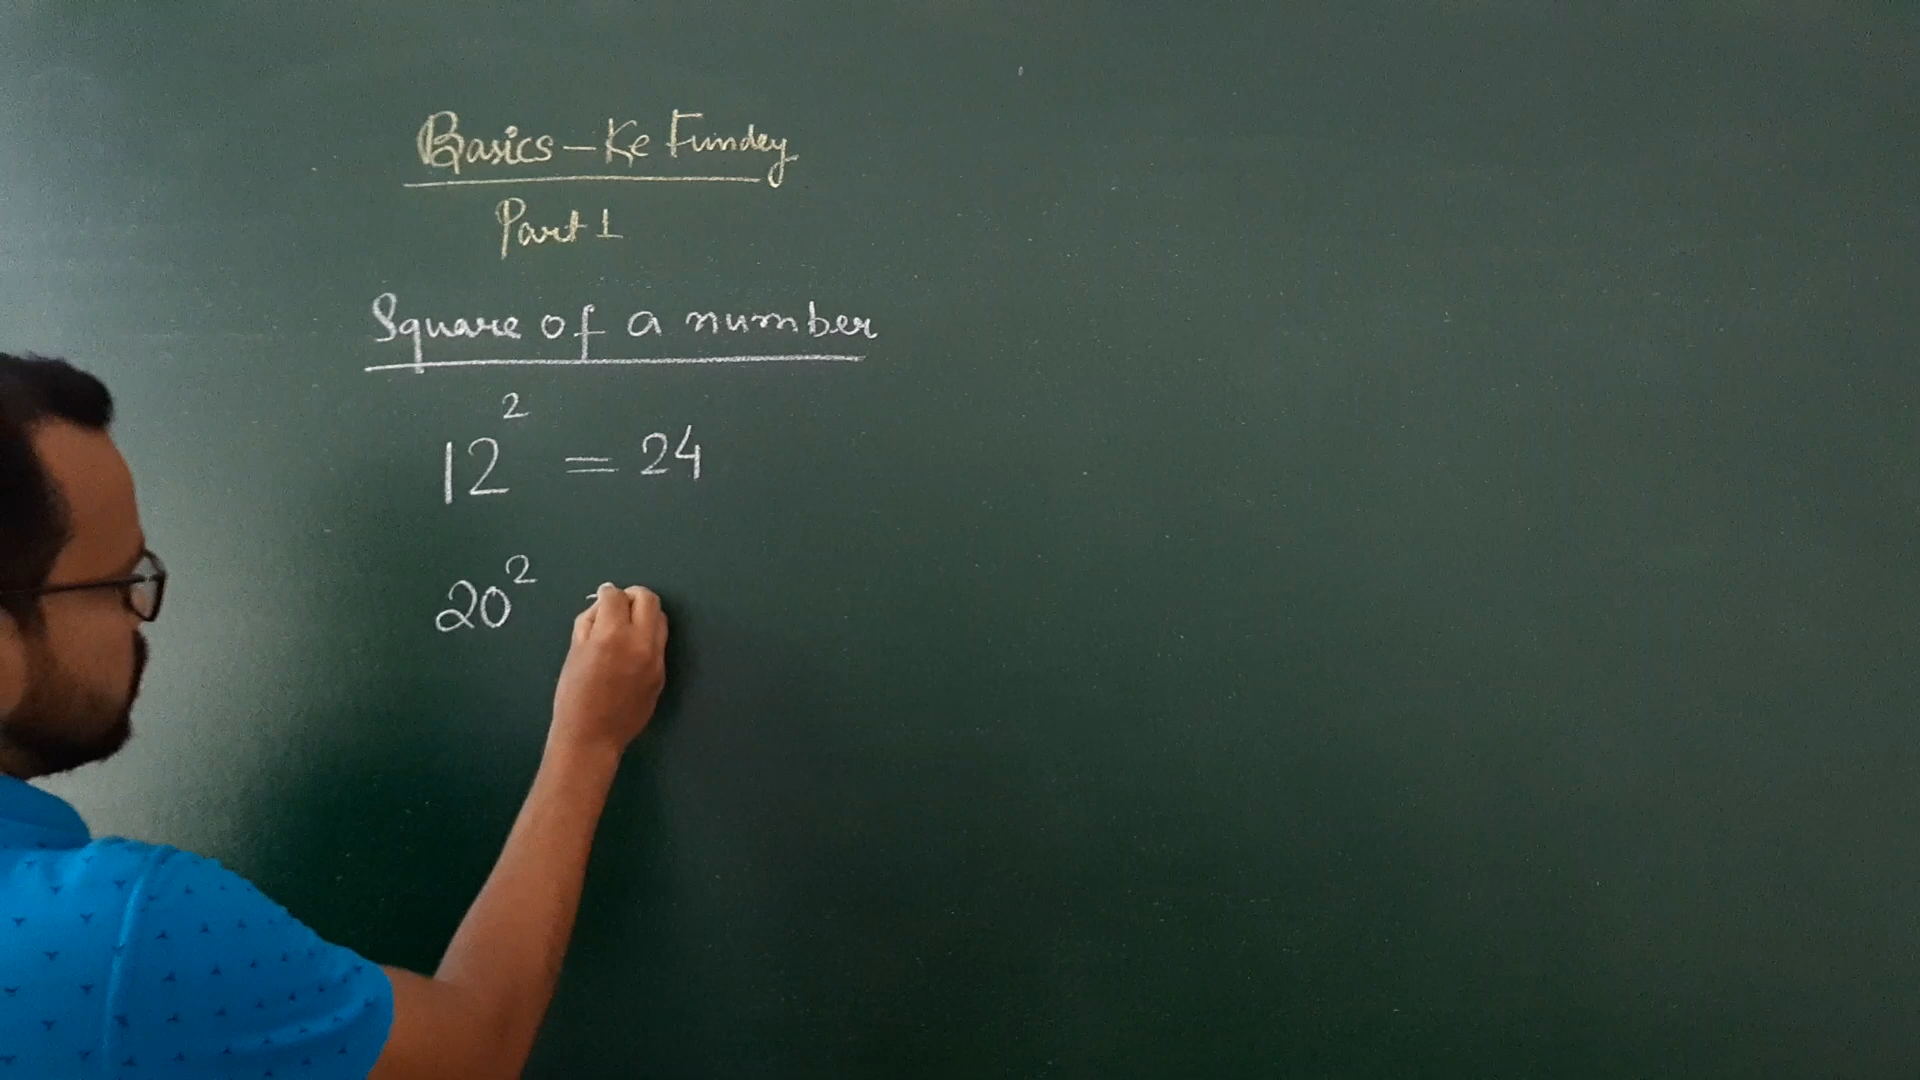 Basics - Ke Fundey
Part 1
Square of a number
12² = 24
20²